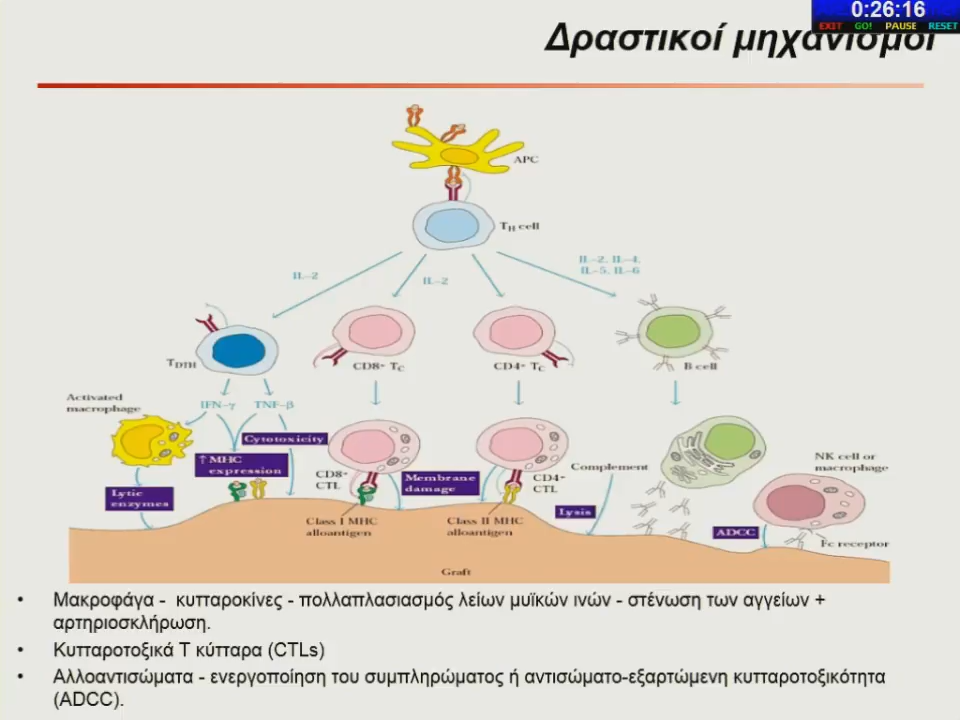 0:26:16
EXIT GO! PAUSE RESET
Δραστικοί μηχανισμοί
APC
TH cell
IL-2
IL-2
IL-2, IL-4,
IL-5, IL-6
TDTH
CD8+ TC
CD4+ TC
B cell
Activated
macrophage
IFN-γ
TNF-β
Cytotoxicity
↑ MHC
expression
Lytic
enzymes
CD8+
CTL
Membrane
damage
CD4+
CTL
Complement
Lysis
NK cell or
macrophage
ADCC
Fc receptor
Class I MHC
alloantigen
Class II MHC
alloantigen
Graft
• Μακροφάγα - κυτταροκίνες - πολλαπλασιασμός λείων μυϊκών ινών - στένωση των αγγείων +
αρτηριοσκλήρωση.
• Κυτταροτοξικά Τ κύτταρα (CTLs)
• Αλλοαντισώματα - ενεργοποίηση του συμπληρώματος ή αντισώματο-εξαρτώμενη κυτταροτοξικότητα
(ADCC).